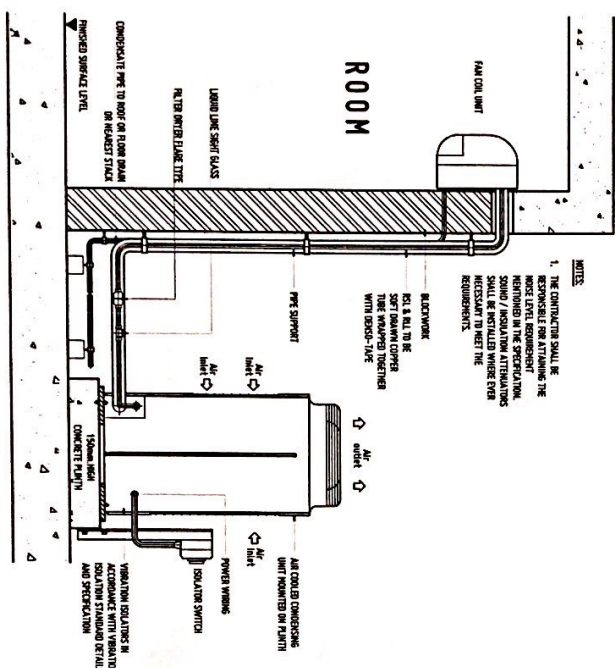 NOTES:
1. THE CONTRACTOR SHALL BE
RESPONSIBLE FOR ATTAINING THE
NOISE LEVEL REQUIREMENT
MENTIONED IN THE SPECIFICATION.
SOUND / INSULATION ATTENUATORS
SHALL BE INSTALLED WHERE EVER
NECESSARY TO MEET THE
REQUIREMENTS.
FAN COIL UNIT
ROOM
BLOCKWORK
RSL & RLL TO BE
SOFT DRAWN COPPER
TUBE WRAPPED TOGETHER
WITH DENSO-TAPE
PIPE SUPPORT
LIQUID LINE SIGHT GLASS
FILTER DRYER FLARE TYPE
CONDENSATE PIPE TO ROOF OR FLOOR DRAIN
OR NEAREST STACK
FINISHED SURFACE LEVEL
Air
outlet
Air
Inlet
Air
Inlet
Air
Inlet
AIR COOLED CONDENSING
UNIT MOUNTED ON PLINTH
POWER WIRING
ISOLATOR SWITCH
VIBRATION ISOLATORS IN
ACCORDANCE WITH VIBRATIO
ISOLATION STANDARD DETAIL
AND SPECIFICATION
150mm HIGH
CONCRETE PLINTH